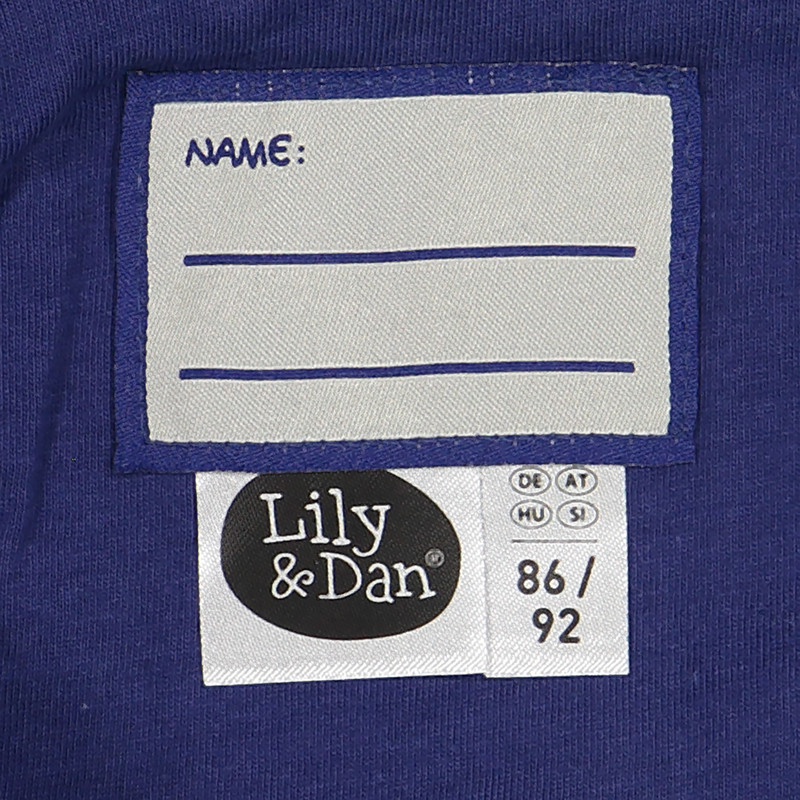 NAME:
Lily
&Dan®
DE AT
HU SI
86/
92